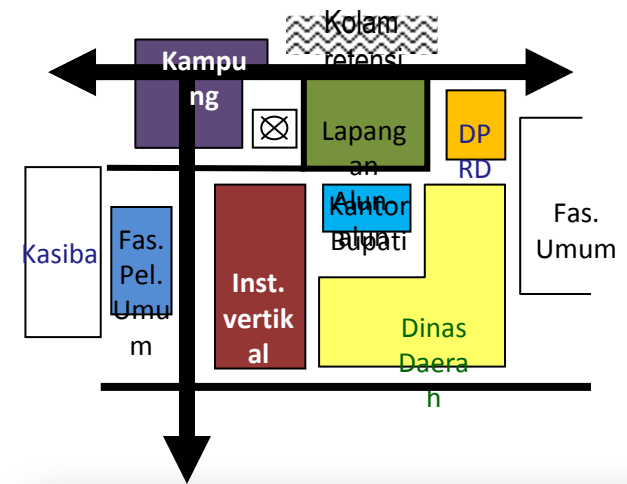 Kolam
retensi
Kampu
ng
Lapang
an
Alun
alun
DP
RD
Kantor
Bupati
Kasiba
Fas.
Pel.
Umu
m
Inst.
vertik
al
Fas.
Umum
Dinas
Daera
h